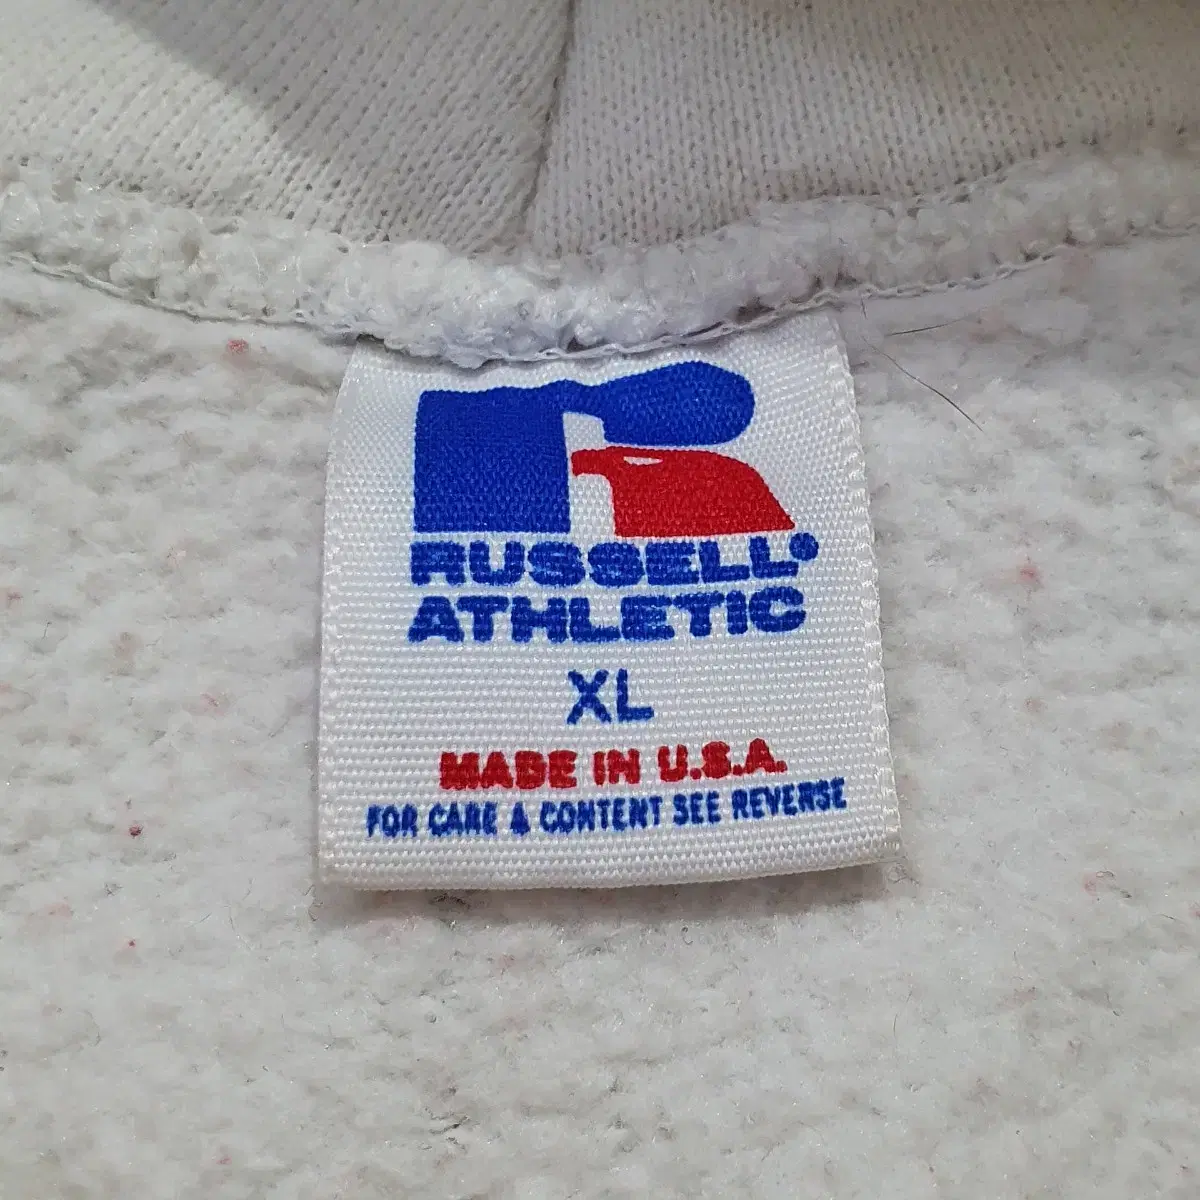 RUSSELL®
ATHLETIC
XL
MADE IN U.S.A.
FOR CARE & CONTENT SEE REVERSE